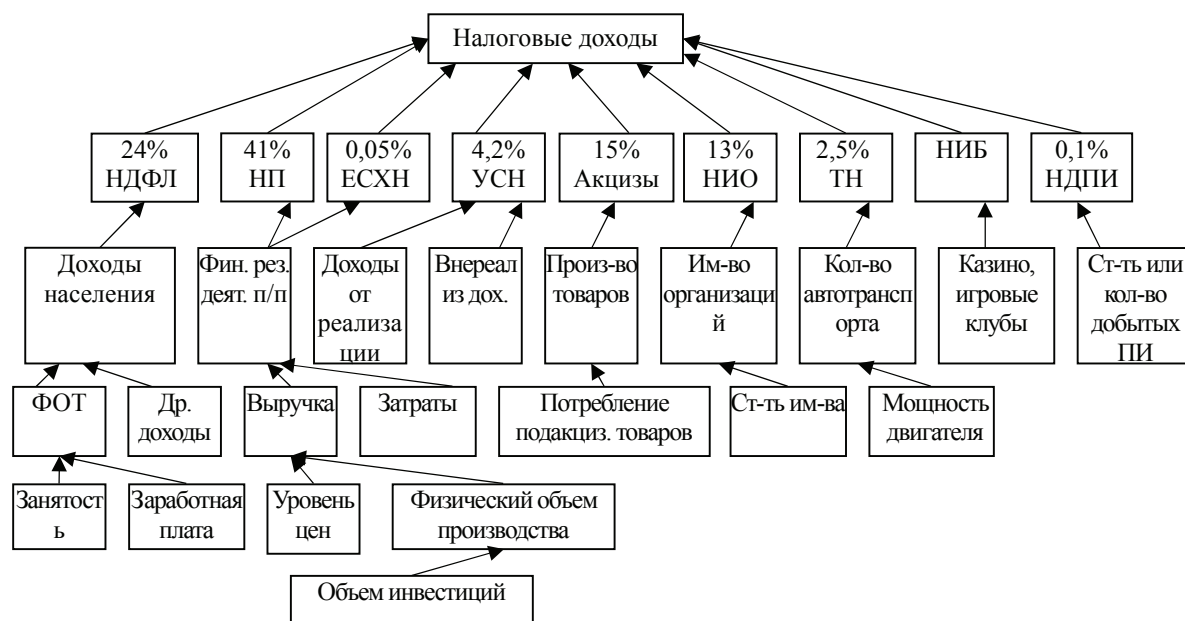 Налоговые доходы
24%
НДФЛ
41%
НП
0,05%
ЕСХН
4,2%
УСН
15%
Акцизы
13%
НИО
2,5%
ТН
НИБ
0,1%
НДПИ
Доходы
населения
Фин. рез.
деят. п/п
Доходы
от
реализа
ции
Внереал
из дох.
Произ-во
товаров
Им-во
организаци
й
Кол-во
автотрансп
орта
Казино,
игровые
клубы
Ст-ть или
кол-во
добытых
ПИ
ФОТ
Др.
доходы
Выручка
Затраты
Потребление
подакциз. товаров
Ст-ть им-ва
Мощность
двигателя
Занятост
ь
Заработная
плата
Уровень
цен
Физический объем
производства
Объем инвестиций